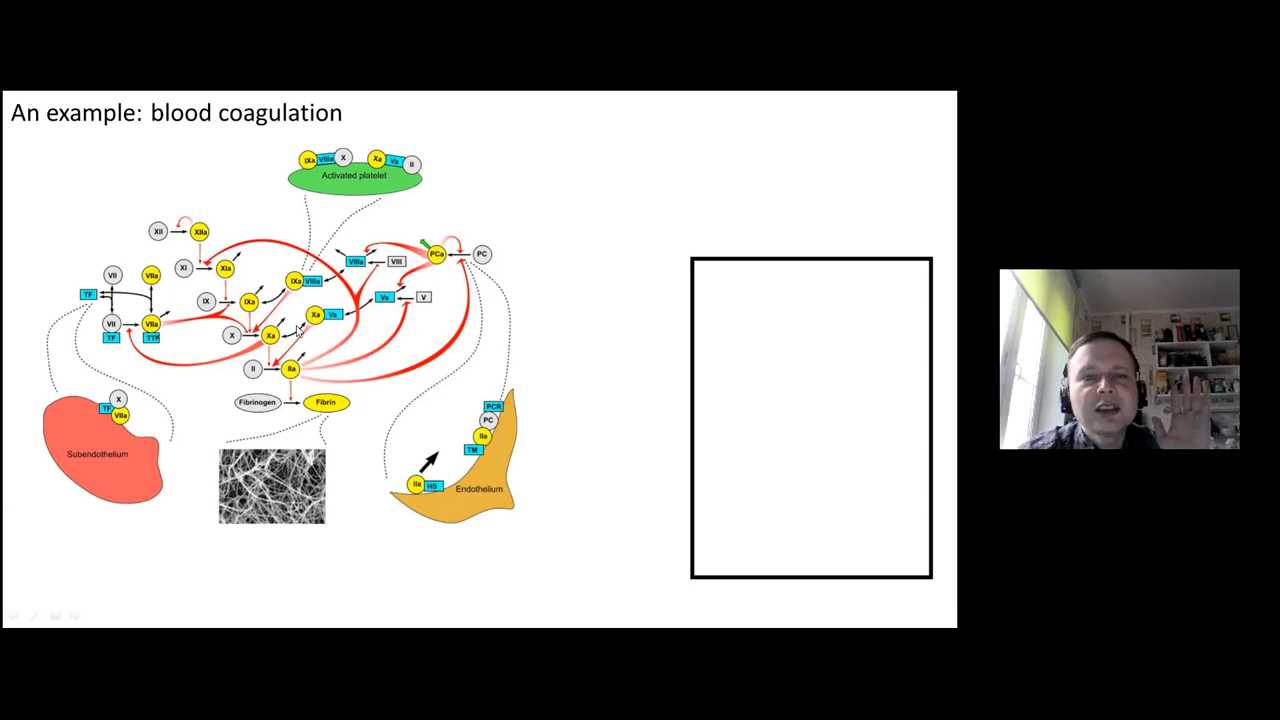 An example: blood coagulation
IXa VIIIa X Xa Va II
Activated platelet
XII XIIa
XI XIa
VIIIa VIII
PCa PC
VII VIIa
TF
IX IXa
IXa VIIIa
Va V
Xa Va
VII VIIa
TF TTF
X Xa
II IIa
Fibrinogen Fibrin
X
TF
VIIa
Subendothelium
PCR
PC
IIa
TM
IIa HS
Endothelium